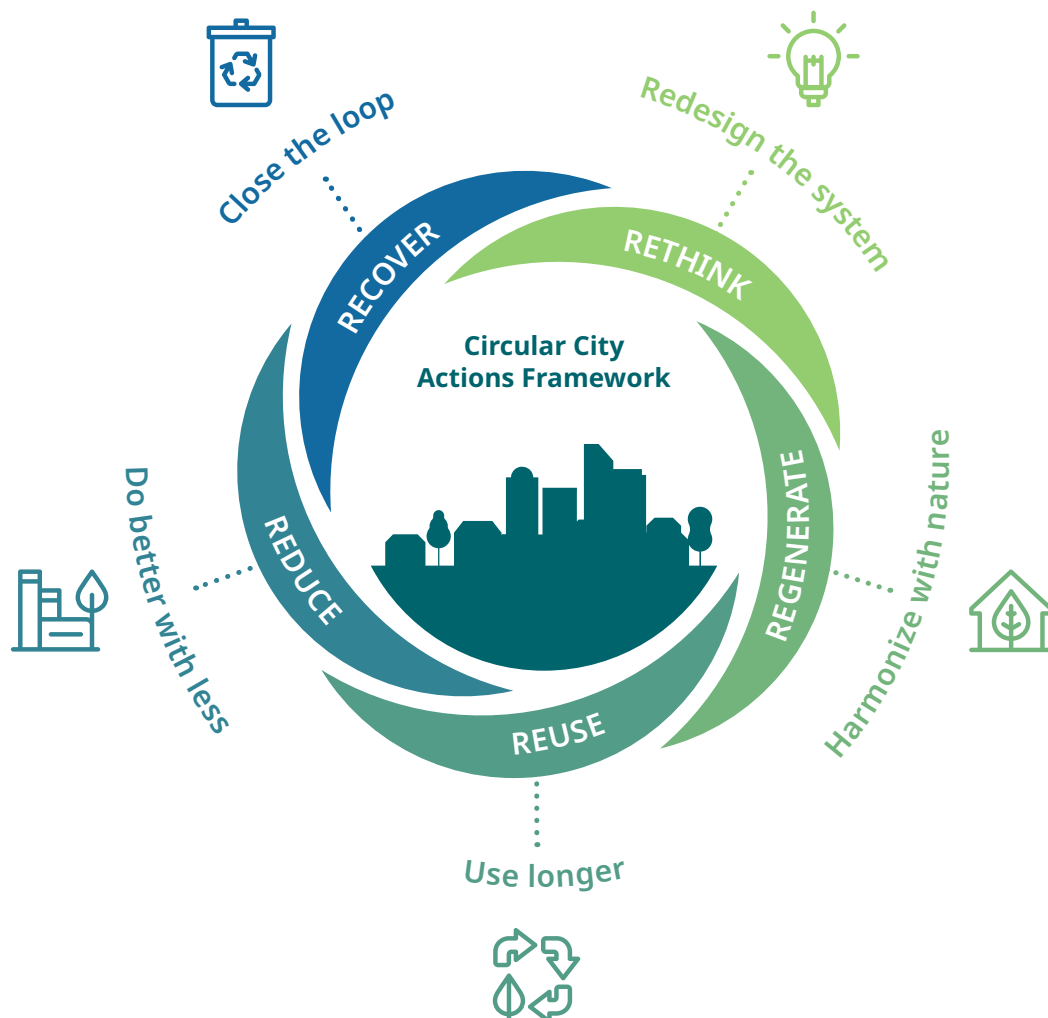 Circular City
Actions Framework
RETHINK
Redesign the system
REGENERATE
Harmonize with nature
REUSE
Use longer
REDUCE
Do better with less
RECOVER
Close the loop